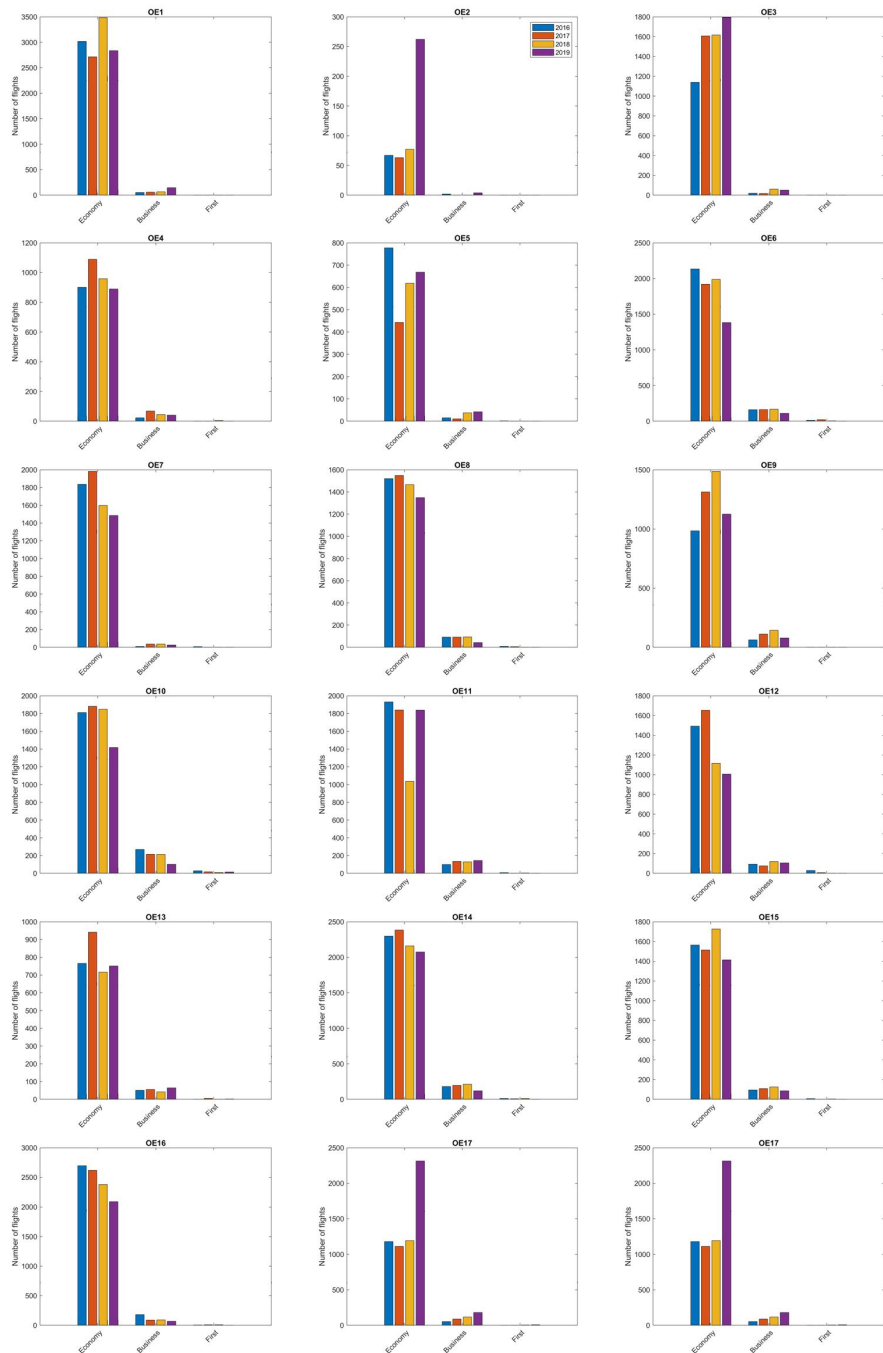 OE1
Number of flights
3500
3000
2500
2000
1500
1000
500
0
Economy
Business
First
OE2
Number of flights
300
250
200
150
100
50
0
2016
2017
2018
2019
Economy
Business
First
OE3
Number of flights
1800
1600
1400
1200
1000
800
600
400
200
0
Economy
Business
First
OE4
Number of flights
1200
1000
800
600
400
200
0
Economy
Business
First
OE5
Number of flights
800
700
600
500
400
300
200
100
0
Economy
Business
First
OE6
Number of flights
2500
2000
1500
1000
500
0
Economy
Business
First
OE7
Number of flights
2000
1800
1600
1400
1200
1000
800
600
400
200
0
Economy
Business
First
OE8
Number of flights
1600
1400
1200
1000
800
600
400
200
0
Economy
Business
First
OE9
Number of flights
1500
1000
500
0
Economy
Business
First
OE10
Number of flights
2000
1800
1600
1400
1200
1000
800
600
400
200
0
Economy
Business
First
OE11
Number of flights
2000
1800
1600
1400
1200
1000
800
600
400
200
0
Economy
Business
First
OE12
Number of flights
1800
1600
1400
1200
1000
800
600
400
200
0
Economy
Business
First
OE13
Number of flights
1000
900
800
700
600
500
400
300
200
100
0
Economy
Business
First
OE14
Number of flights
2500
2000
1500
1000
500
0
Economy
Business
First
OE15
Number of flights
1800
1600
1400
1200
1000
800
600
400
200
0
Economy
Business
First
OE16
Number of flights
3000
2500
2000
1500
1000
500
0
Economy
Business
First
OE17
Number of flights
2500
2000
1500
1000
500
0
Economy
Business
First
OE17
Number of flights
2500
2000
1500
1000
500
0
Economy
Business
First